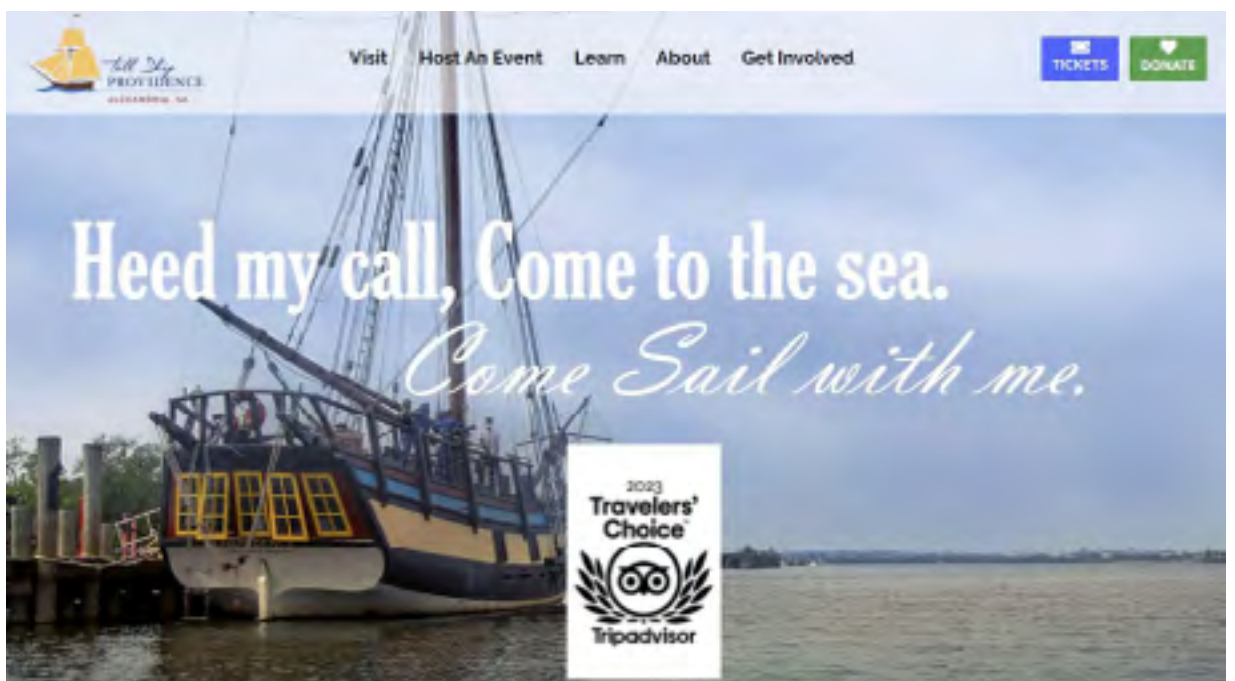 Tall Ship
PROVIDENCE
ALEXANDRIA, VA
Visit Host An Event Learn About Get Involved
TICKETS
DONATE
Heed my call, Come to the sea.
Come Sail with me.
2023
Travelers'
Choice
Tripadvisor